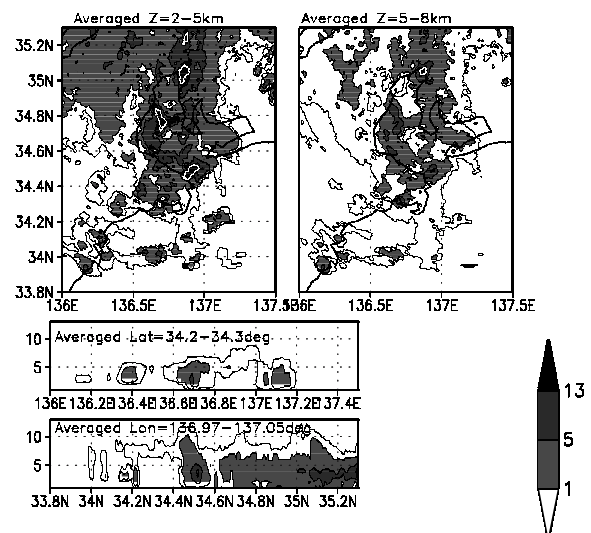 Averaged Z=2-5km
Averaged Z=5-8km
35.2N
35N
34.8N
34.6N
34.4N
34.2N
34N
33.8N
136E 136.5E 137E 137.5E
136E 136.5E 137E 137.5E
Averaged Lat=34.2-34.3deg
10
5
136E 136.2E 136.4E 136.6E 136.8E 137E 137.2E 137.4E
Averaged Lon=136.97-137.05deg
10
5
33.8N 34N 34.2N 34.4N 34.6N 34.8N 35N 35.2N
13
5
1